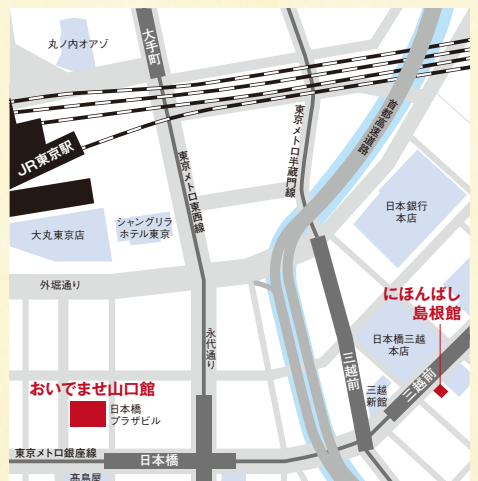 丸ノ内オアゾ
大手町
JR東京駅
東京メトロ東西線
東京メトロ半蔵門線
首都高速道路
日本銀行
本店
大丸東京店
シャングリラ
ホテル東京
外堀通り
永代通り
にほんばし
島根館
日本橋三越
本店
三越前
三越前
三越
新館
おいでませ山口館
日本橋
プラザビル
東京メトロ銀座線
日本橋
髙島屋